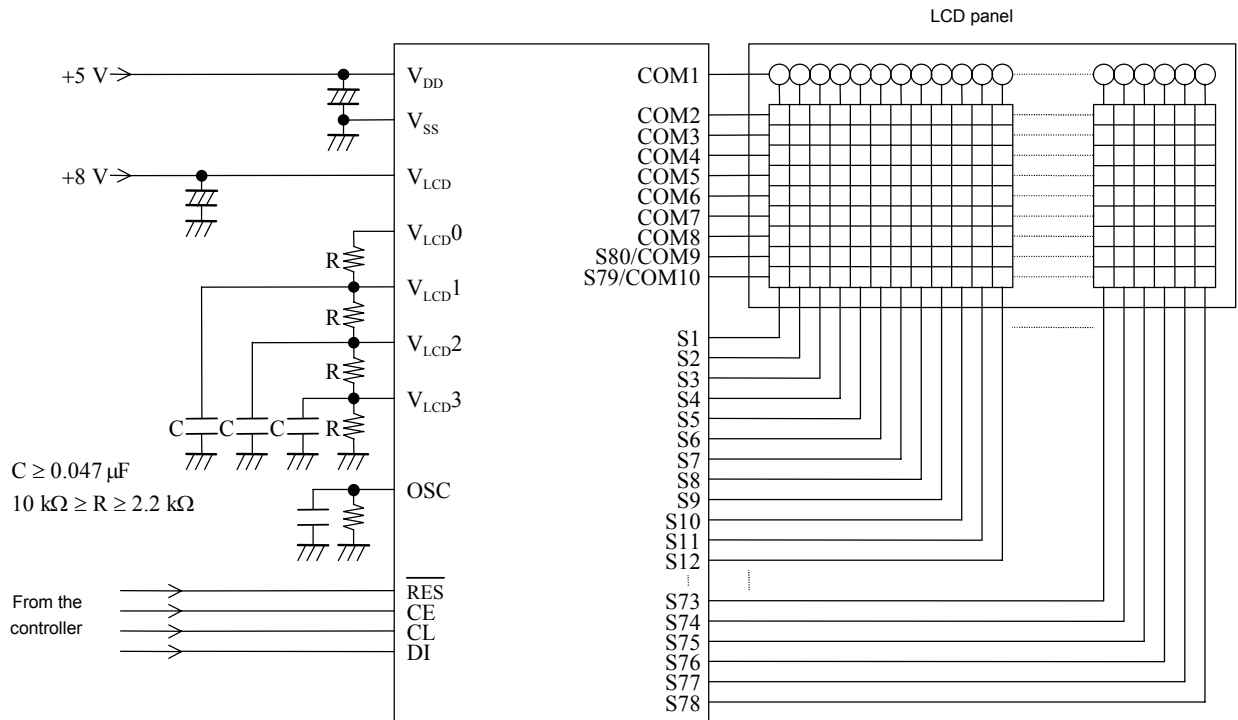 LCD panel
+5 V
V_DD
V_SS
+8 V
V_LCD
V_LCD0
R
V_LCD1
R
V_LCD2
R
V_LCD3
C
C
C
R
C ≥ 0.047 μF
10 kΩ ≥ R ≥ 2.2 kΩ
OSC
From the
controller
R̅E̅S̅
CE
CL
DI
COM1
COM2
COM3
COM4
COM5
COM6
COM7
COM8
S80/COM9
S79/COM10
S1
S2
S3
S4
S5
S6
S7
S8
S9
S10
S11
S12
S73
S74
S75
S76
S77
S78